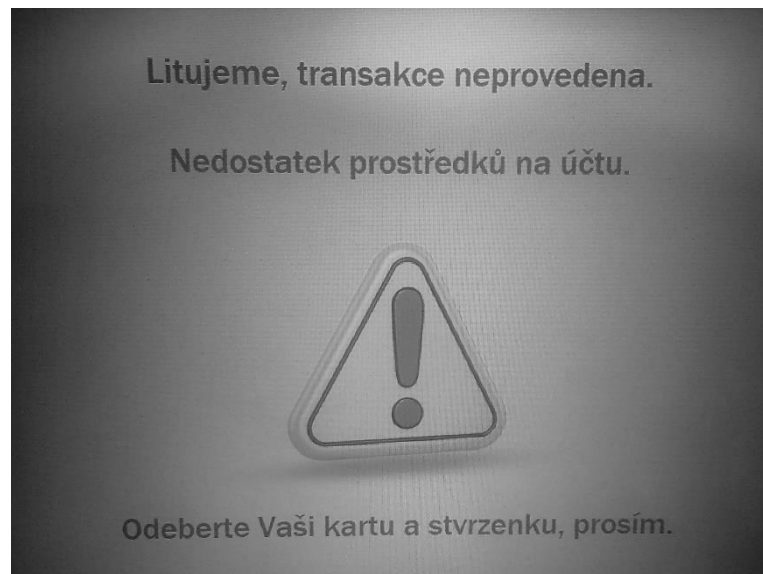 Litujeme, transakce neprovedena.
Nedostatek prostředků na účtu.
Odeberte Vaši kartu a stvrzenku, prosím.